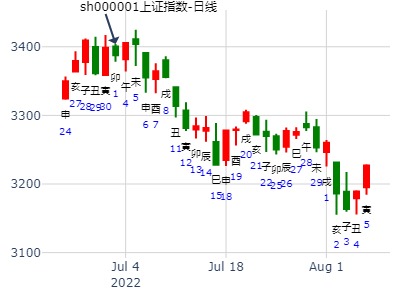 sh000001上证指数-日线
3400
3300
3200
3100
申
24
亥
27
子
28
丑
29
寅
30
卯
1
午
4
未
5
申
6
酉
7
戌
8
丑
11
寅
12
卯
13
辰
14
巳
15
申
18
酉
19
戌
20
亥
21
子
22
卯
25
辰
26
巳
27
午
28
未
29
戌
1
亥
2
子
3
丑
4
寅
5
Jul 4
2022
Jul 18
Aug 1